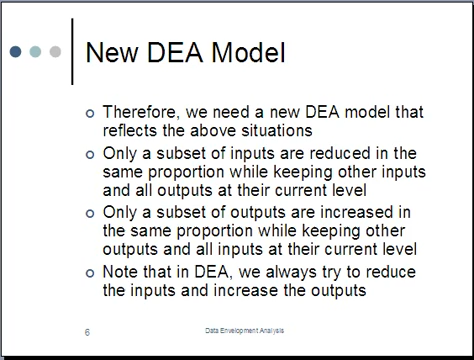 New DEA Model
Therefore, we need a new DEA model that
reflects the above situations
Only a subset of inputs are reduced in the
same proportion while keeping other inputs
and all outputs at their current level
Only a subset of outputs are increased in
the same proportion while keeping other
outputs and all inputs at their current level
Note that in DEA, we always try to reduce
the inputs and increase the outputs
6
Data Envelopment Analysis